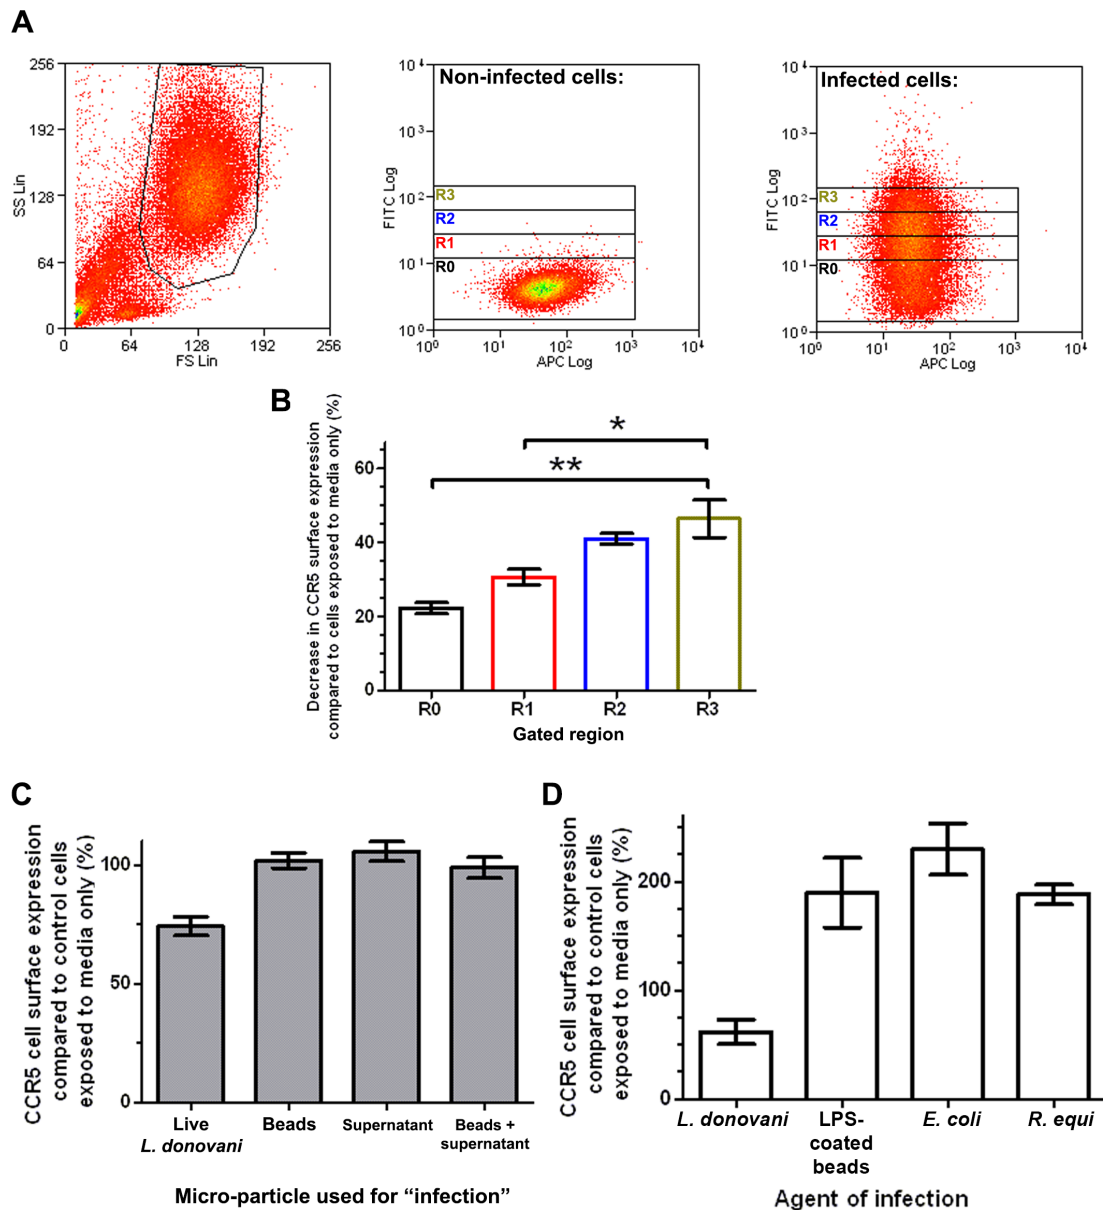 A
256
192
128
64
0
SS Lin
0 64 128 192 256
FS Lin
Non-infected cells:
10⁴
10³
10²
10¹
10⁰
FITC Log
R3
R2
R1
R0
10⁰ 10¹ 10² 10³ 10⁴
APC Log
Infected cells:
10⁴
10³
10²
10¹
10⁰
FITC Log
R3
R2
R1
R0
10⁰ 10¹ 10² 10³ 10⁴
APC Log
B
Decrease in CCR5 surface expression
compared to cells exposed to media only (%)
60
40
20
0
*
**
R0 R1 R2 R3
Gated region
C
CCR5 cell surface expression
compared to control cells
exposed to media only (%)
100
50
0
Live
L. donovani
Beads
Supernatant
Beads +
supernatant
Micro-particle used for “infection”
D
CCR5 cell surface expression
compared to control cells
exposed to media only (%)
200
100
0
L. donovani
LPS-
coated
beads
E. coli
R. equi
Agent of infection